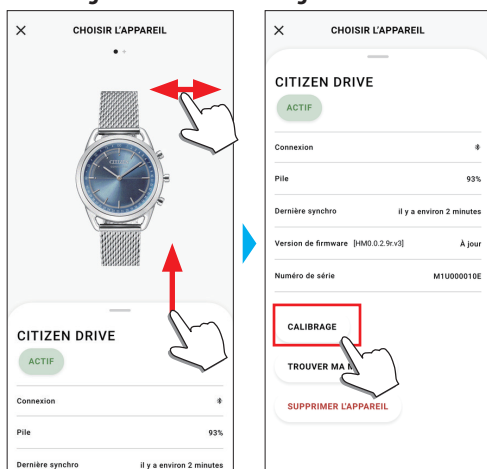 CHOISIR L'APPAREIL
CITIZEN
CITIZEN DRIVE
ACTIF
Connexion
Pile 93%
Dernière synchro il y a environ 2 minutes
CHOISIR L'APPAREIL
CITIZEN DRIVE
ACTIF
Connexion
Pile 93%
Dernière synchro il y a environ 2 minutes
Version de firmware [HM0.0.2.9r.v3] À jour
Numéro de série M1U000010E
CALIBRAGE
TROUVER MA
SUPPRIMER L'APPAREIL